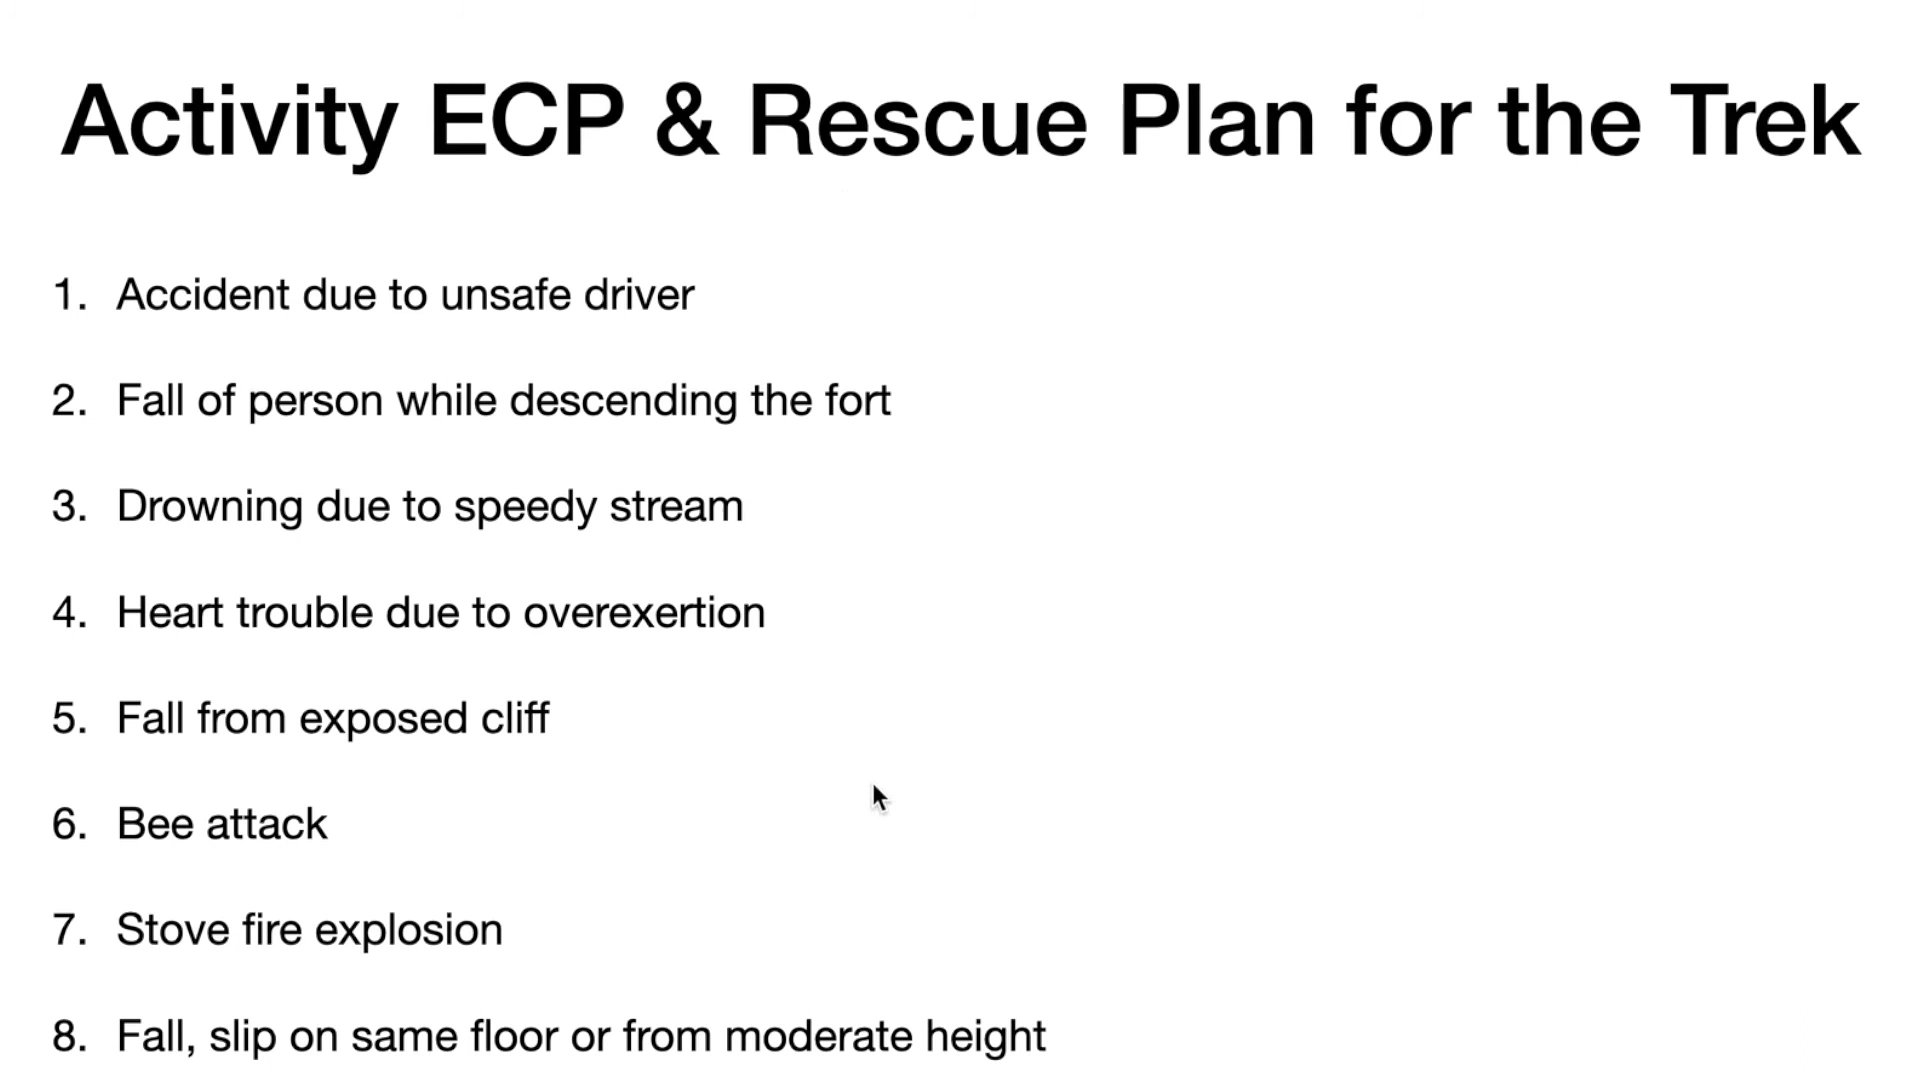 Activity ECP & Rescue Plan for the Trek
1. Accident due to unsafe driver
2. Fall of person while descending the fort
3. Drowning due to speedy stream
4. Heart trouble due to overexertion
5. Fall from exposed cliff
6. Bee attack
7. Stove fire explosion
8. Fall, slip on same floor or from moderate height